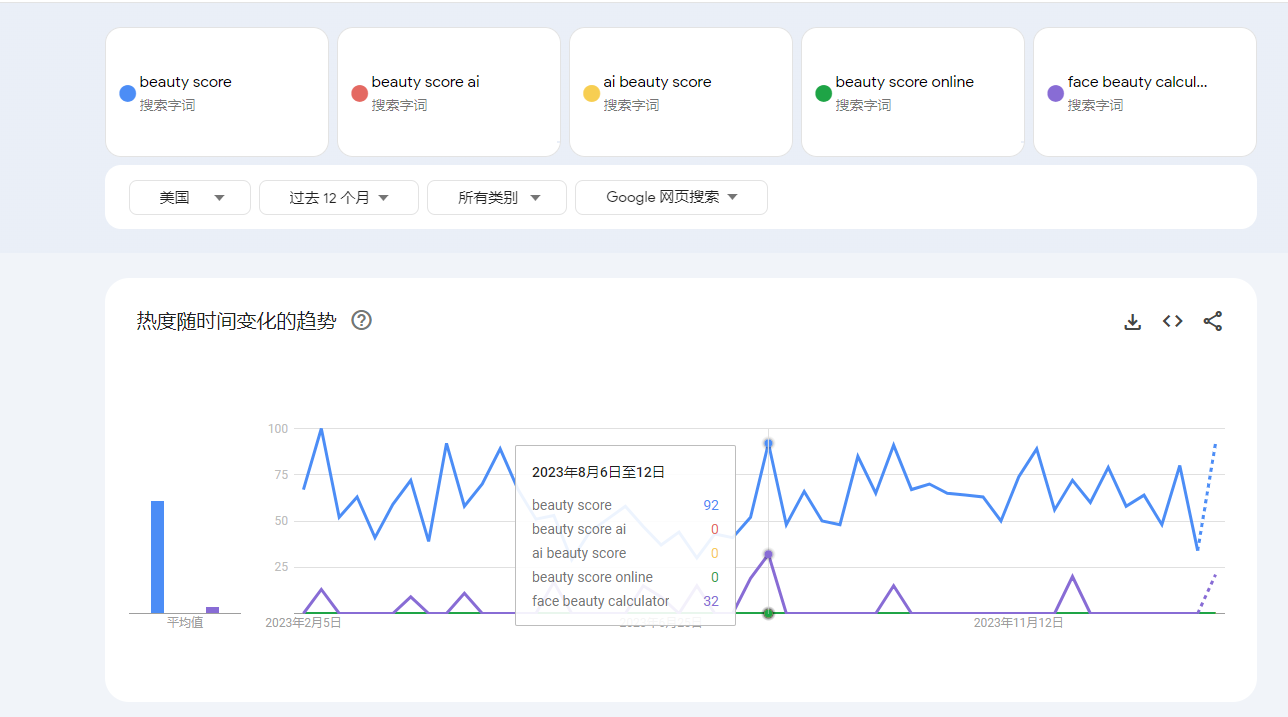 beauty score
搜索字词
beauty score ai
搜索字词
ai beauty score
搜索字词
beauty score online
搜索字词
face beauty calcul...
搜索字词
美国
过去 12 个月
所有类别
Google 网页搜索
热度随时间变化的趋势
100
75
50
25
平均值
2023年2月5日
2023年11月12日
2023年8月6日至12日
beauty score 92
beauty score ai 0
ai beauty score 0
beauty score online 0
face beauty calculator 32